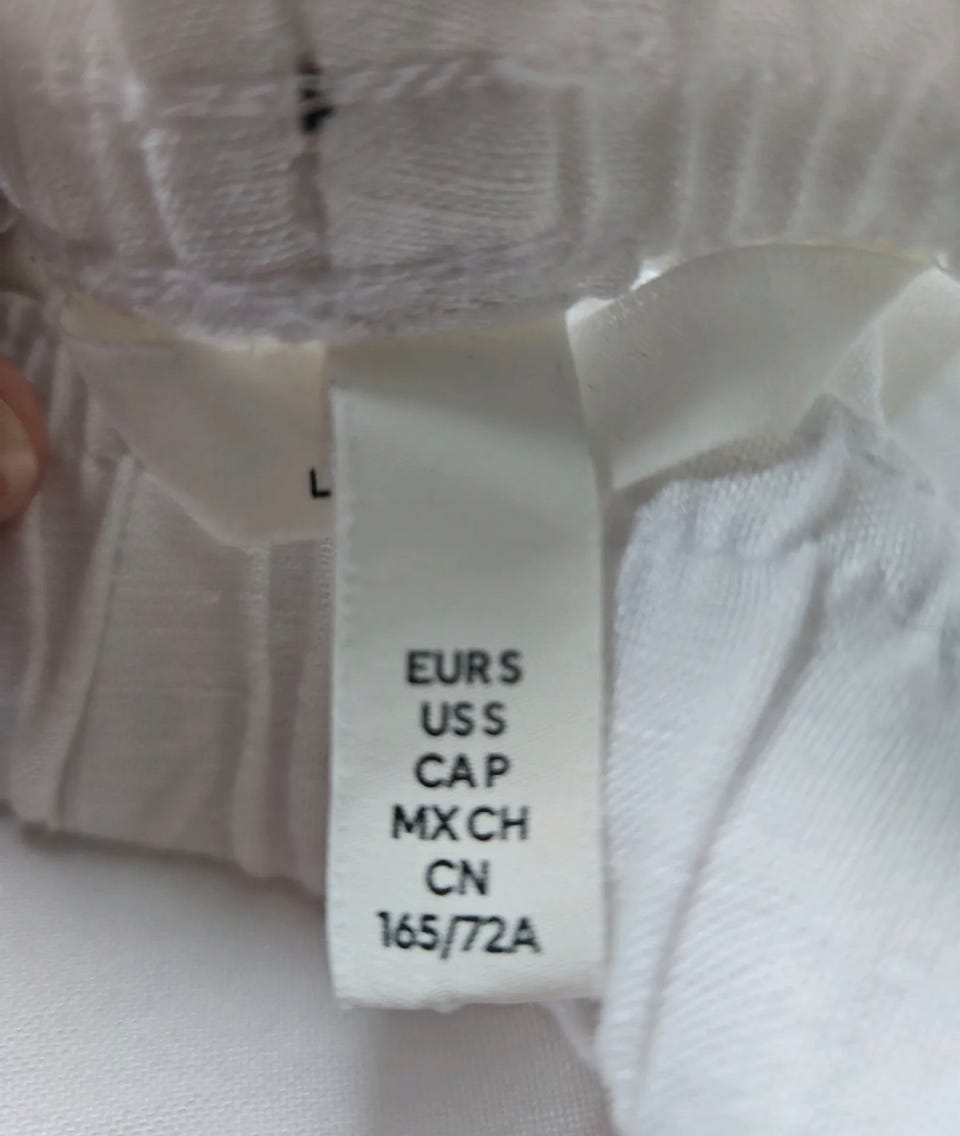 L
EUR S
US S
CA P
MX CH
CN
165/72A